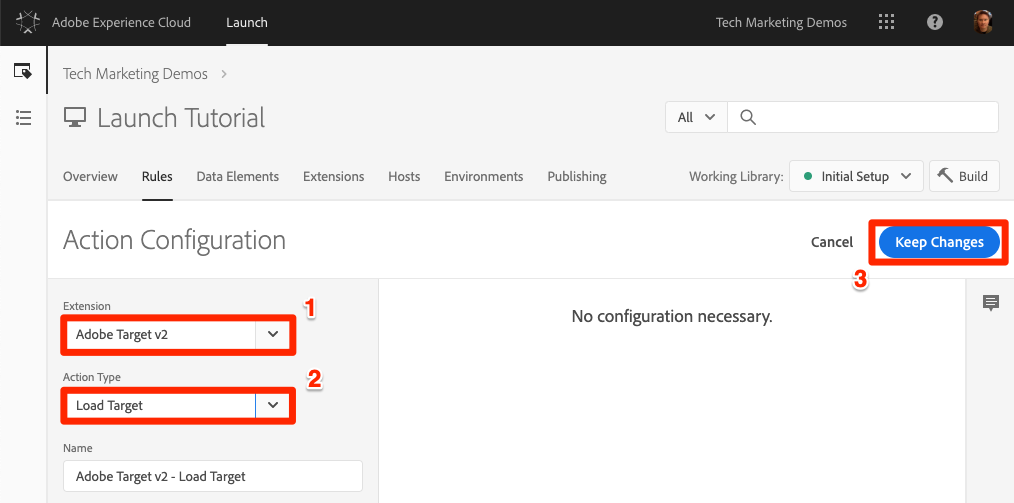 Adobe Experience Cloud Launch Tech Marketing Demos
Tech Marketing Demos
Launch Tutorial
All
Overview Rules Data Elements Extensions Hosts Environments Publishing Working Library: Initial Setup Build
Action Configuration
Cancel Keep Changes
3
Extension
1
Adobe Target v2
No configuration necessary.
Action Type
2
Load Target
Name
Adobe Target v2 - Load Target